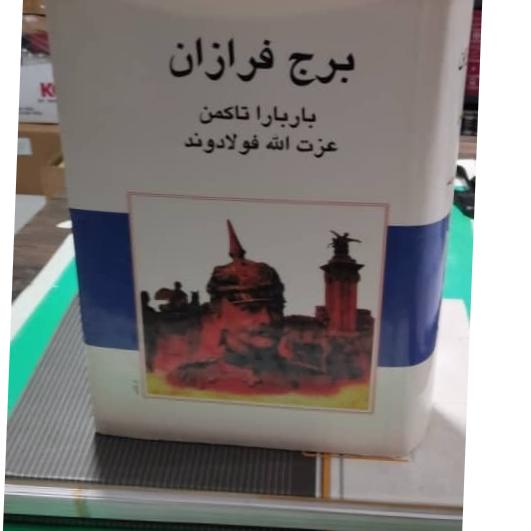 برج فرازان
باربارا تاکمن
عزت الله فولادوند